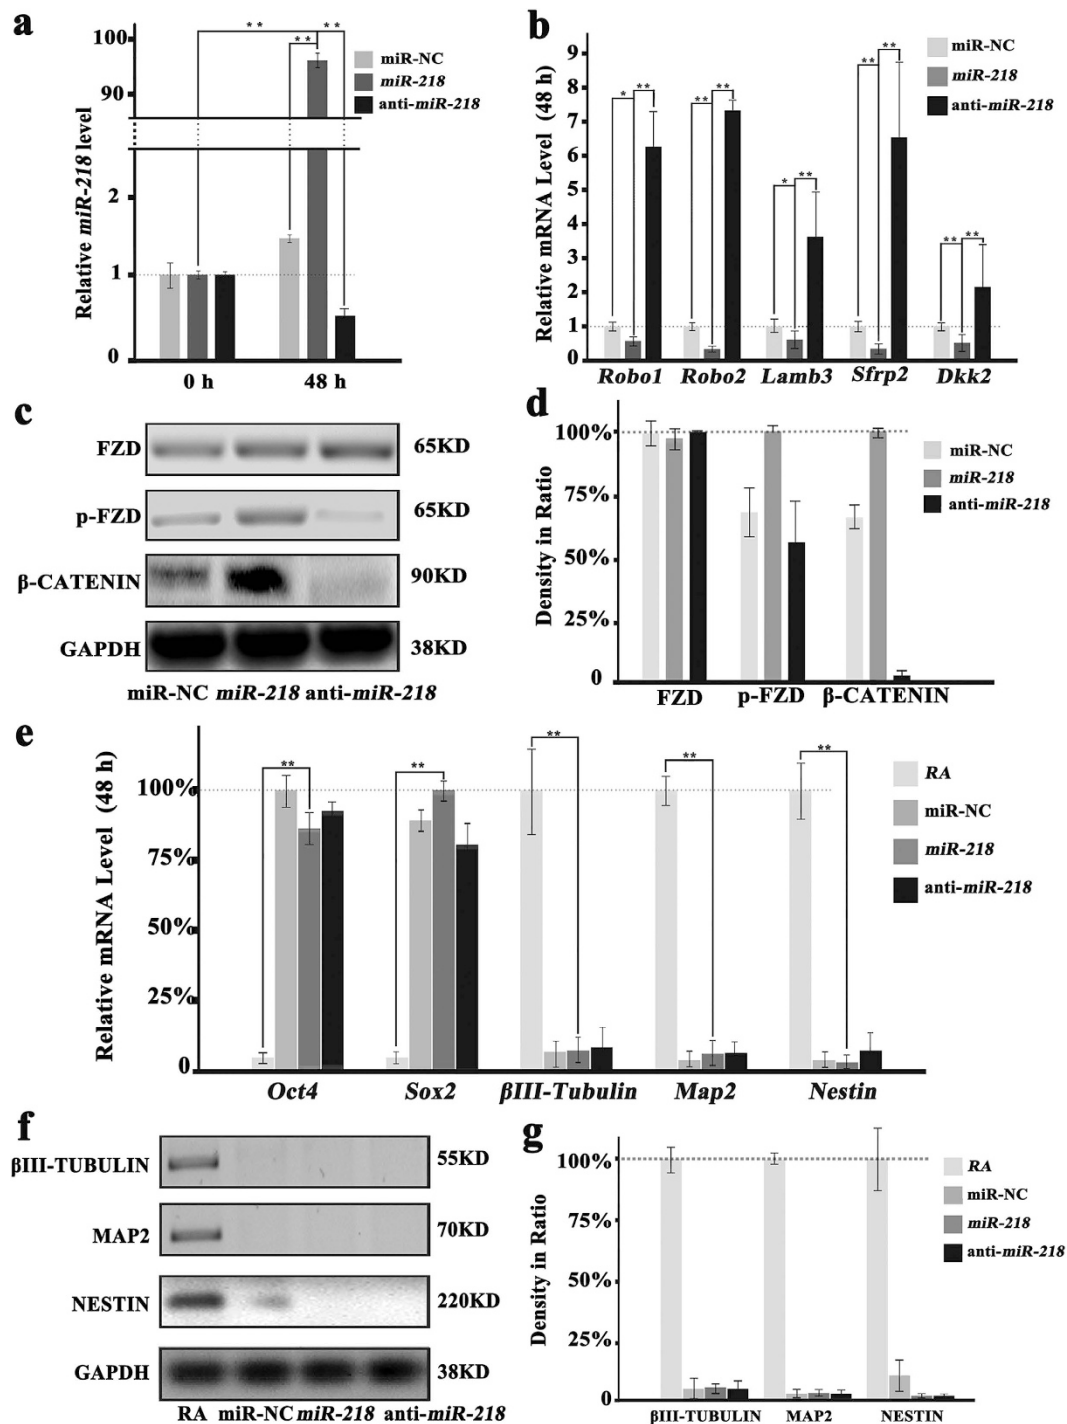 a
Relative miR-218 level
100
90
2
1
0
**
**
**
miR-NC
miR-218
anti-miR-218
0 h
48 h
b
Relative mRNA Level (48 h)
9
8
7
6
5
4
3
2
1
0
*
**
**
**
*
**
**
**
**
**
miR-NC
miR-218
anti-miR-218
Robo1
Robo2
Lamb3
Sfrp2
Dkk2
c
FZD
65KD
p-FZD
65KD
β-CATENIN
90KD
GAPDH
38KD
miR-NC miR-218 anti-miR-218
d
Density in Ratio
100%
75%
50%
25%
0
miR-NC
miR-218
anti-miR-218
FZD
p-FZD
β-CATENIN
e
Relative mRNA Level (48 h)
100%
75%
50%
25%
0
**
**
**
**
**
RA
miR-NC
miR-218
anti-miR-218
Oct4
Sox2
βIII-Tubulin
Map2
Nestin
f
βIII-TUBULIN
55KD
MAP2
70KD
NESTIN
220KD
GAPDH
38KD
RA miR-NC miR-218 anti-miR-218
g
Density in Ratio
100%
75%
50%
25%
0
RA
miR-NC
miR-218
anti-miR-218
βIII-TUBULIN
MAP2
NESTIN